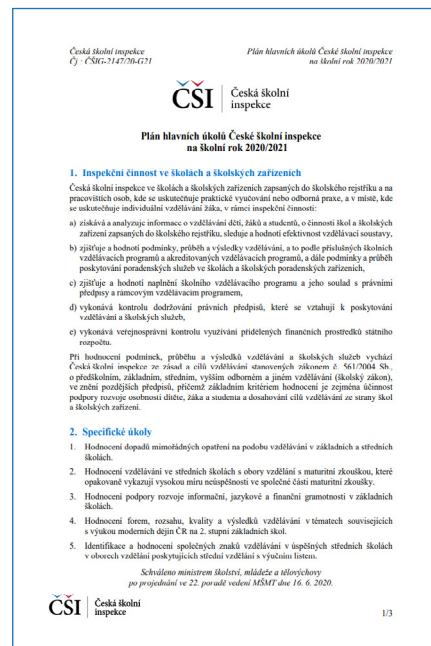 Česká školní inspekce
Čj : ČŠIG-2147/20-G21
Plán hlavních úkolů České školní inspekce
na školní rok 2020/2021
ČŠI
Česká školní
inspekce
Plán hlavních úkolů České školní inspekce
na školní rok 2020/2021
1. Inspekční činnost ve školách a školských zařízeních
Česká školní inspekce ve školách a školských zařízeních zapsaných do školského rejstříku a na
pracovištích osob, kde se uskutečňuje praktické vyučování nebo odborná praxe, a v místě, kde
se uskutečňuje individuální vzdělávání žáka, v rámci inspekční činnosti:
a) získává a analyzuje informace o vzdělávání dětí, žáků a studentů, o činnosti škol a školských
zařízení zapsaných do školského rejstříku, sleduje a hodnotí efektivnost vzdělávací soustavy,
b) zjišťuje a hodnotí podmínky, průběh a výsledky vzdělávání, a to podle příslušných školních
vzdělávacích programů a akreditovaných vzdělávacích programů, a dále podmínky a průběh
poskytování poradenských služeb ve školách a školských poradenských zařízeních,
c) zjišťuje a hodnotí naplnění školního vzdělávacího programu a jeho soulad s právními
předpisy a rámcovým vzdělávacím programem,
d) vykonává kontrolu dodržování právních předpisů, které se vztahují k poskytování
vzdělávání a školských služeb,
e) vykonává veřejnosprávní kontrolu využívání přidělených finančních prostředků státního
rozpočtu.
Při hodnocení podmínek, průběhu a výsledků vzdělávání a školských služeb vychází
Česká školní inspekce ze zásad a cílů vzdělávání stanovených zákonem č. 561/2004 Sb.,
o předškolním, základním, středním, vyšším odborném a jiném vzdělávání (školský zákon),
ve znění pozdějších předpisů, přičemž základním kritériem hodnocení je zejména účinnost
podpory rozvoje osobnosti dítěte, žáka a studenta a dosahování cílů vzdělávání ze strany škol
a školských zařízení.
2. Specifické úkoly
1. Hodnocení dopadů mimořádných opatření na podobu vzdělávání v základních a středních
školách.
2. Hodnocení vzdělávání ve středních školách s obory vzdělání s maturitní zkouškou, které
opakovaně vykazují vysokou míru neúspěšnosti ve společné části maturitní zkoušky.
3. Hodnocení podpory rozvoje informační, jazykové a finanční gramotnosti v základních
školách.
4. Hodnocení forem, rozsahu, kvality a výsledků vzdělávání v tématech souvisejících
s výukou moderních dějin ČR na 2. stupni základních škol.
5. Identifikace a hodnocení společných znaků vzdělávání v úspěšných středních školách
v oborech vzdělání poskytujících střední vzdělání s výučním listem.
Schváleno ministrem školství, mládeže a tělovýchovy
po projednání ve 22. poradě vedení MŠMT dne 16. 6. 2020.
ČŠI
Česká školní
inspekce
1/3